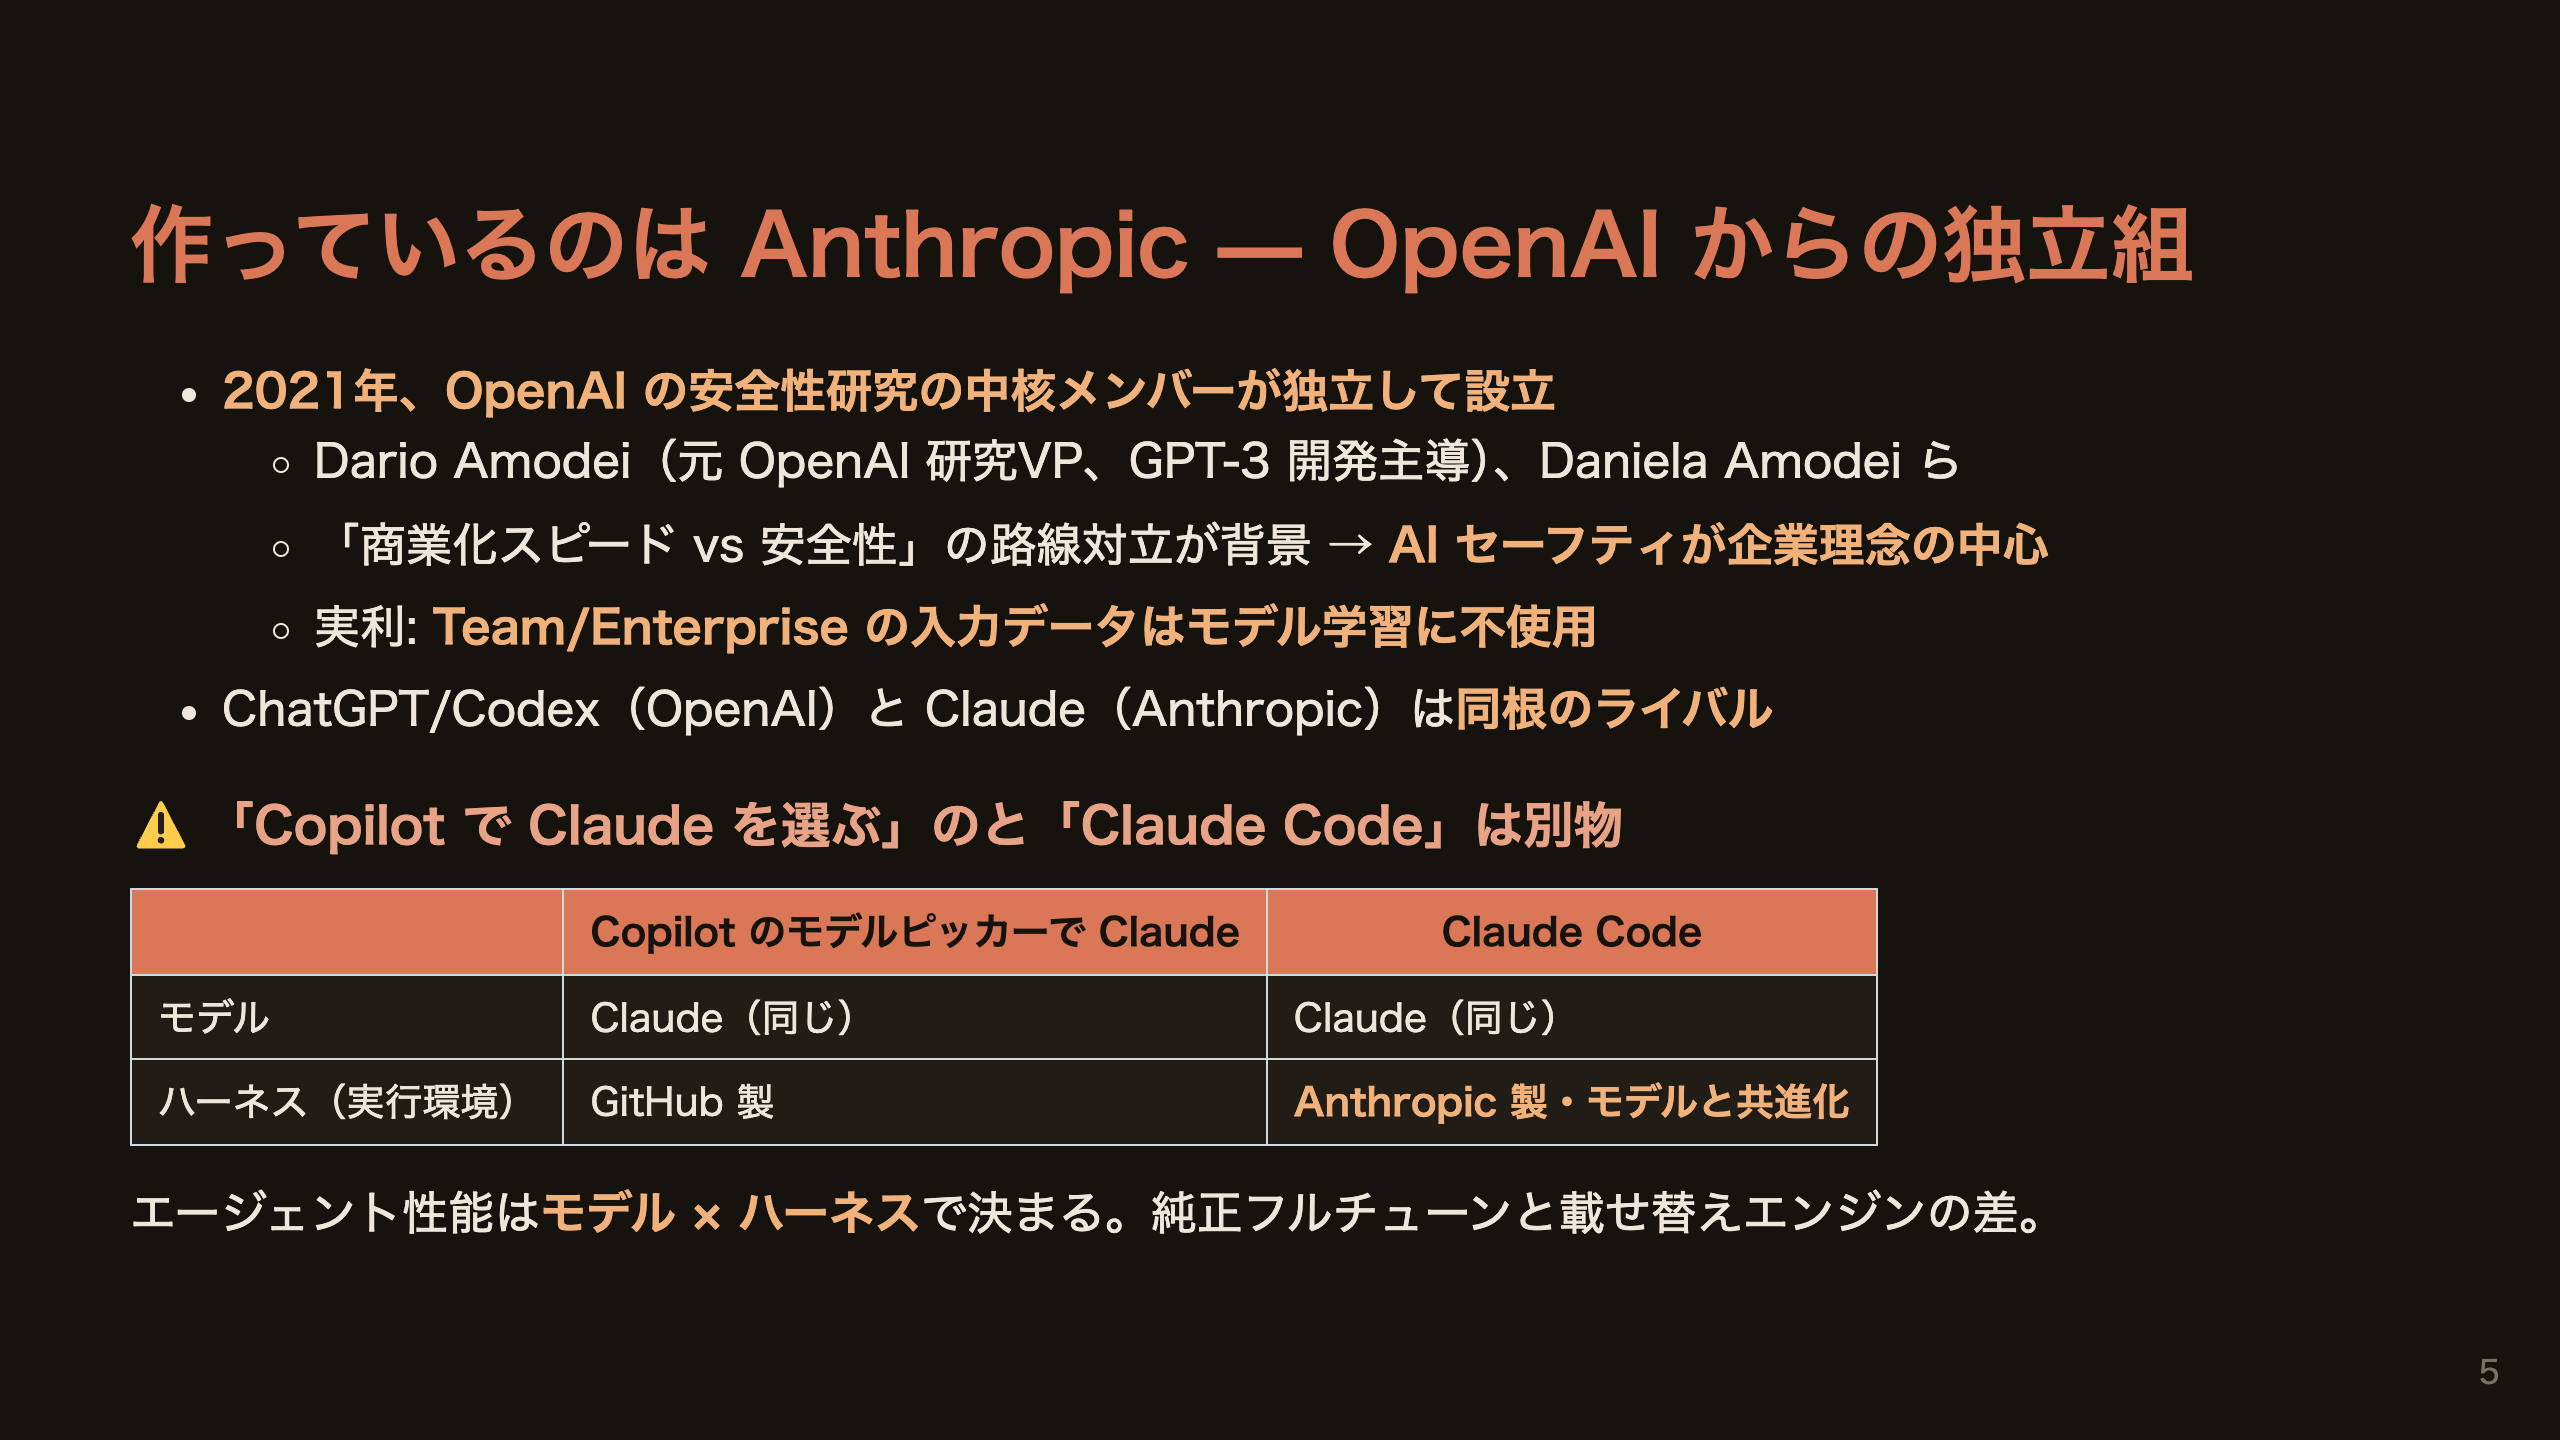 作っているのは Anthropic — OpenAI からの独立組
• 2021年、OpenAI の安全性研究の中核メンバーが独立して設立
◦ Dario Amodei（元 OpenAI 研究VP、GPT-3 開発主導）、Daniela Amodei ら
◦ 「商業化スピード vs 安全性」の路線対立が背景 → AI セーフティが企業理念の中心
◦ 実利: Team/Enterprise の入力データはモデル学習に不使用
• ChatGPT/Codex（OpenAI）と Claude（Anthropic）は同根のライバル
⚠️ 「Copilot で Claude を選ぶ」のと「Claude Code」は別物
Copilot のモデルピッカーで Claude Claude Code
モデル Claude（同じ） Claude（同じ）
ハーネス（実行環境） GitHub 製 Anthropic 製・モデルと共進化
エージェント性能はモデル × ハーネスで決まる。純正フルチューンと載せ替えエンジンの差。
5